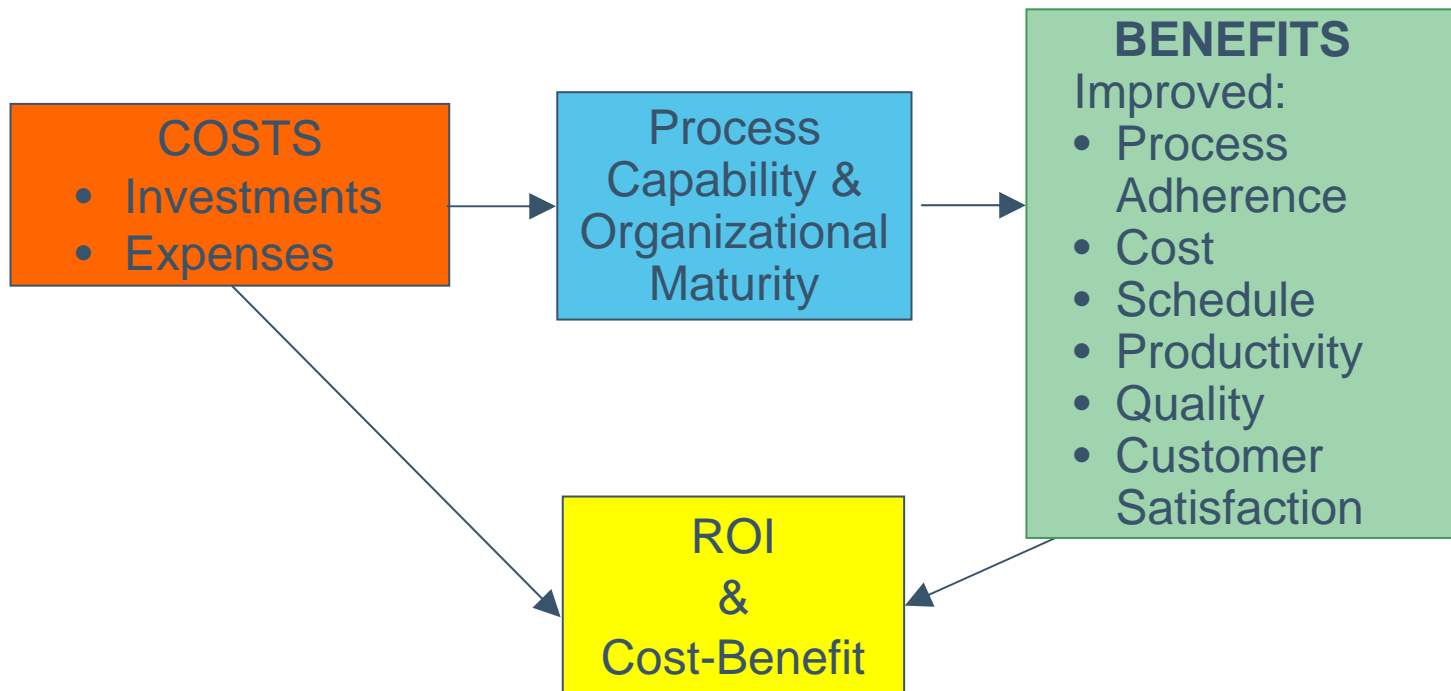 COSTS
• Investments
• Expenses
Process
Capability &
Organizational
Maturity
BENEFITS
Improved:
• Process
Adherence
• Cost
• Schedule
• Productivity
• Quality
• Customer
Satisfaction
ROI
&
Cost-Benefit